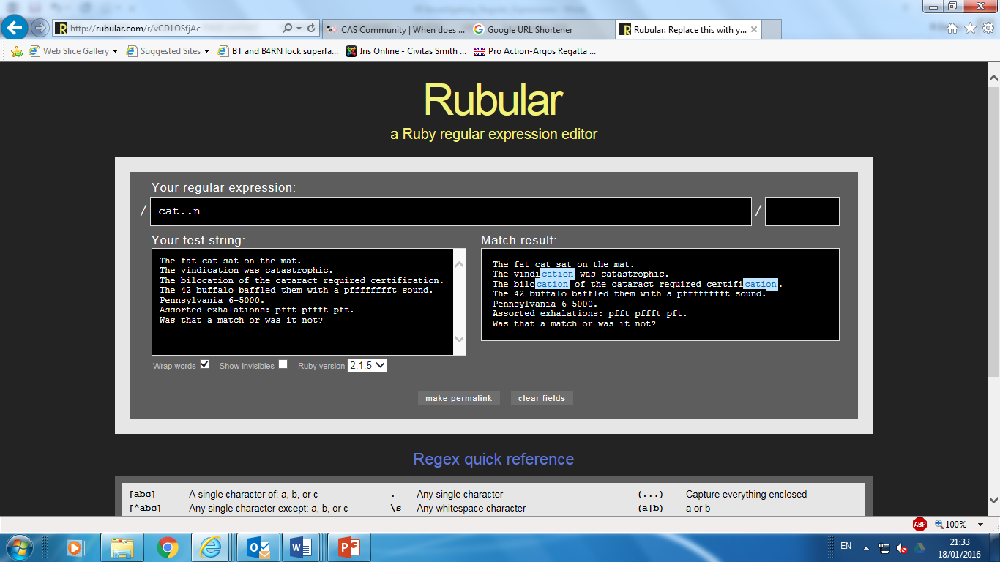 http://rubular.com/r/vCD1OSfjAc
CAS Community | When does ...
Google URL Shortener
Rubular: Replace this with y...
Web Slice Gallery
Suggested Sites
BT and B4RN lock superfa...
Iris Online - Civitas Smith ...
Pro Action-Argos Regatta ...
Rubular
a Ruby regular expression editor
Your regular expression:
/ cat..n /
Your test string:
The fat cat sat on the mat.
The vindication was catastrophic.
The bilocation of the cataract required certification.
The 42 buffalo baffled them with a pfffffffft sound.
Pennsylvania 6-5000.
Assorted exhalations: pfft pffft pft.
Was that a match or was it not?
Match result:
The fat cat sat on the mat.
The vindication was catastrophic.
The bilocation of the cataract required certification.
The 42 buffalo baffled them with a pfffffffft sound.
Pennsylvania 6-5000.
Assorted exhalations: pfft pffft pft.
Was that a match or was it not?
Wrap words Show invisibles Ruby version 2.1.5
make permalink clear fields
Regex quick reference
[abc] A single character of: a, b, or c . Any single character (...) Capture everything enclosed
[^abc] Any single character except: a, b, or c \s Any whitespace character (a|b) a or b
ABP 100%
EN 21:33
18/01/2016